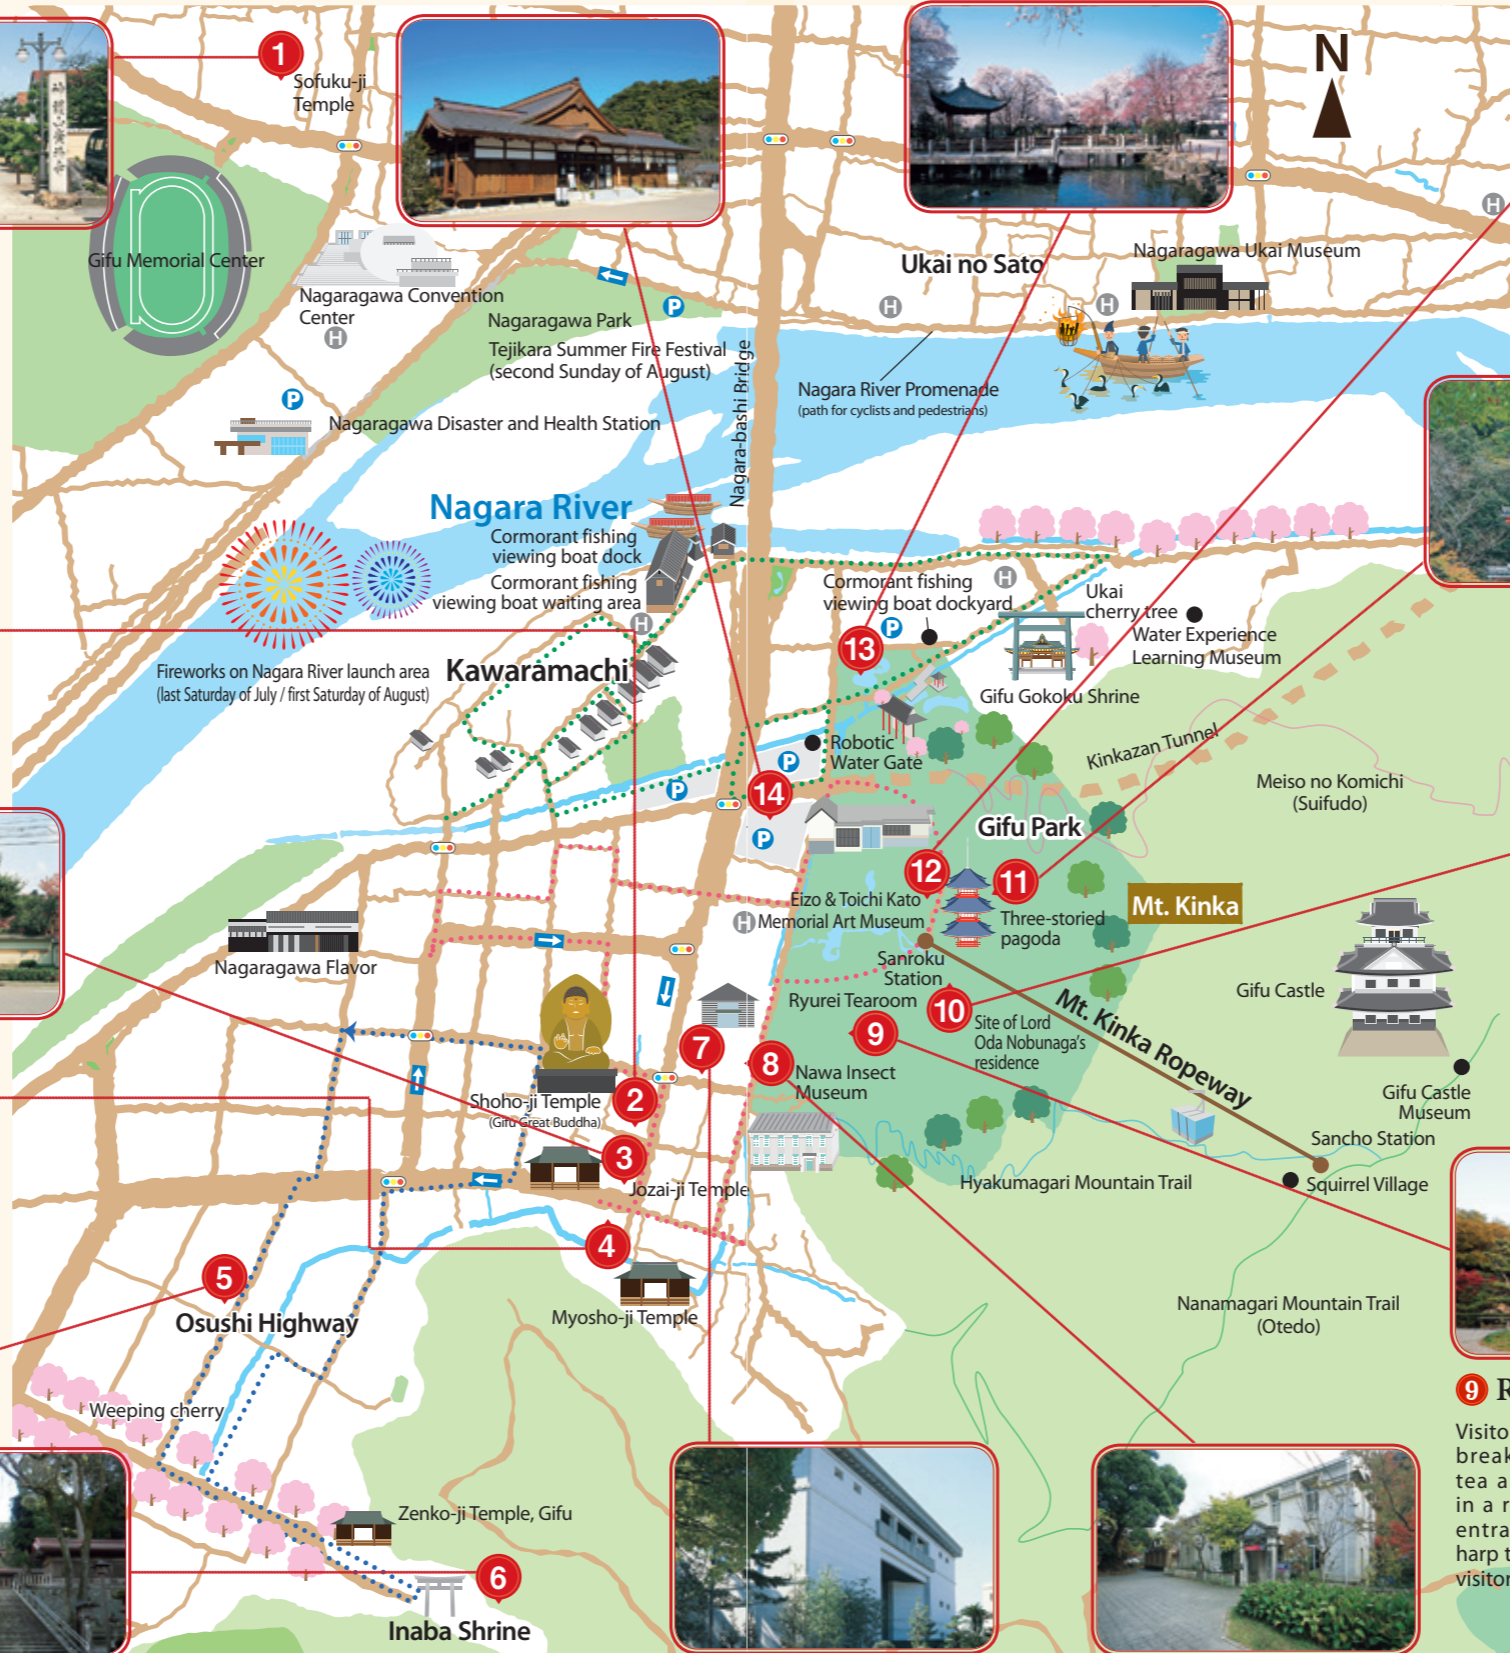 1
Sofuku-ji
Temple
N
Gifu Memorial Center
Nagaragawa Convention
Center
H
Nagaragawa Park
P
Tejikara Summer Fire Festival
(second Sunday of August)
Nagara-bashi Bridge
Ukai no Sato
Nagaragawa Ukai Museum
H
H
H
Nagara River Promenade
(path for cyclists and pedestrians)
P
Nagaragawa Disaster and Health Station
Nagara River
Cormorant fishing
viewing boat dock
Cormorant fishing
viewing boat waiting area
H
Fireworks on Nagara River launch area
(last Saturday of July / first Saturday of August)
Kawaramachi
Cormorant fishing
viewing boat dockyard
H
P
13
Ukai
cherry tree
Water Experience
Learning Museum
Gifu Gokoku Shrine
Robotic
Water Gate
P
P
14
P
Kinkazan Tunnel
Meiso no Komichi
(Suifudo)
Gifu Park
12
11
Eizo & Toichi Kato
H
Memorial Art Museum
Three-storied
pagoda
Mt. Kinka
Sanroku
Station
Nagaragawa Flavor
Gifu Castle
Ryurei Tearoom
10
9
Site of Lord
Oda Nobunaga's
residence
Mt. Kinka Ropeway
7
8
Nawa Insect
Museum
Gifu Castle
Museum
Shoho-ji Temple
(Gifu Great Buddha)
2
Sancho Station
3
Jozai-ji Temple
Hyakumagari Mountain Trail
Squirrel Village
4
Myosho-ji Temple
5
Osushi Highway
Nanamagari Mountain Trail
(Otedo)
Weeping cherry
Zenko-ji Temple, Gifu
6
Inaba Shrine
9 R
Visito
break
tea a
in a r
entra
harp t
visitor